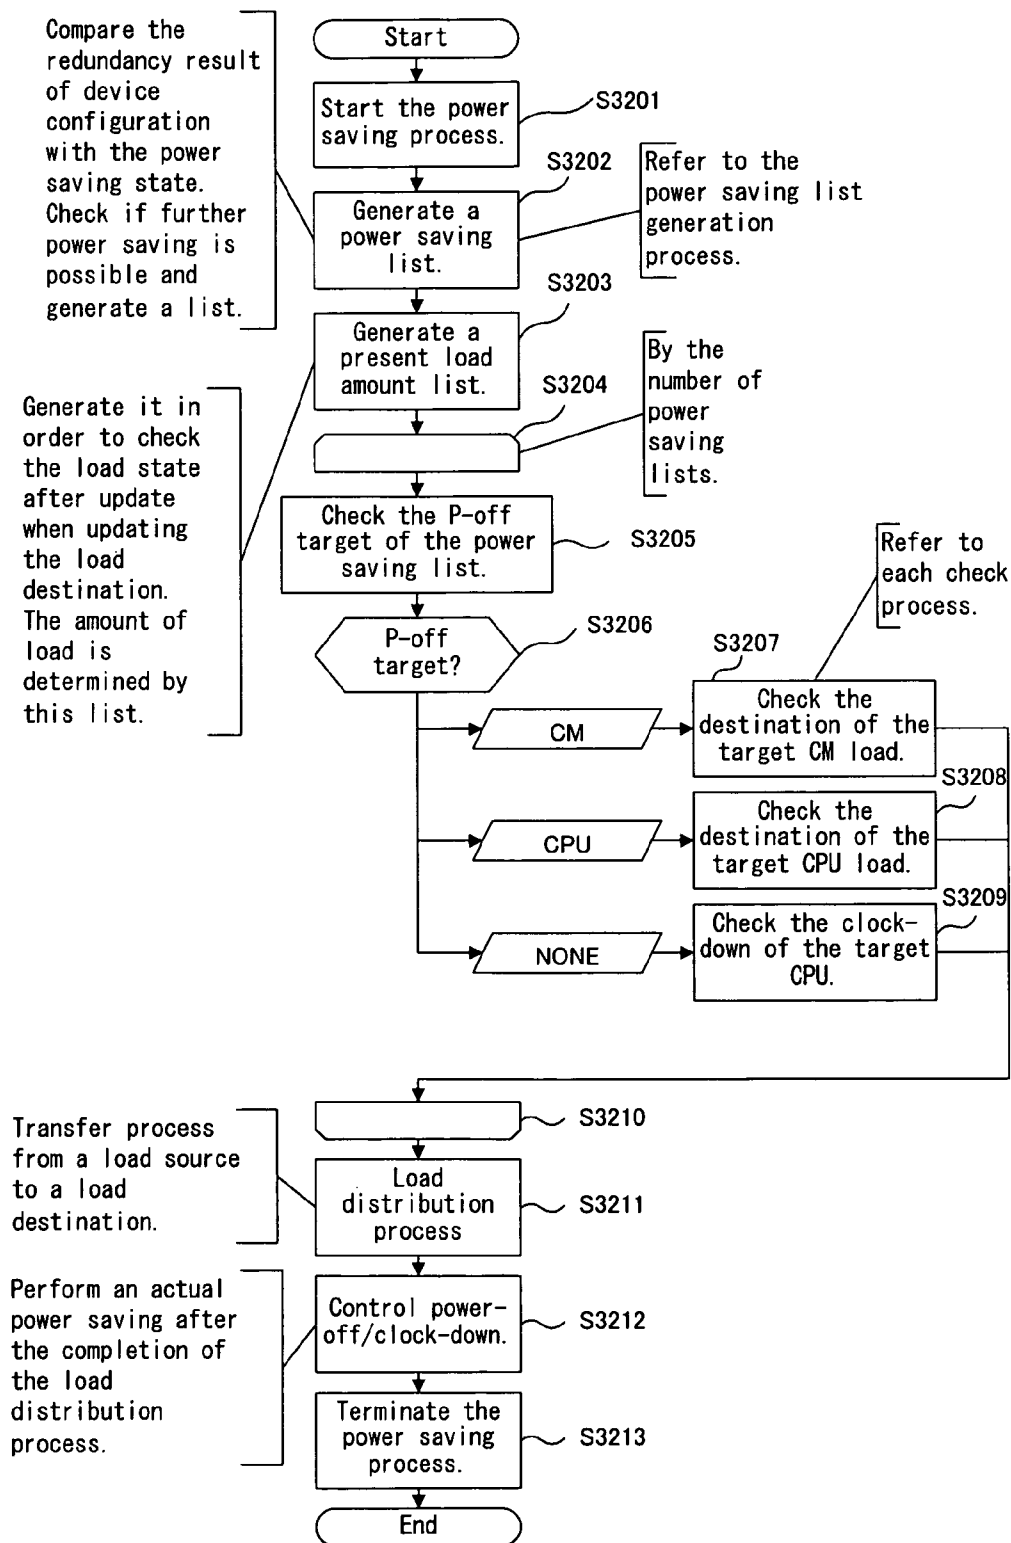 Compare the
redundancy result
of device
configuration
with the power
saving state.
Check if further
power saving is
possible and
generate a list.
Start
Start the power
saving process.
S3201
S3202
Generate a
power saving
list.
Refer to the
power saving list
generation
process.
S3203
Generate a
present load
amount list.
Generate it in
order to check
the load state
after update
when updating
the load
destination.
The amount of
load is
determined by
this list.
S3204
By the
number of
power
saving
lists.
Check the P-off
target of the power
saving list.
S3205
P-off
target?
S3206
Refer to
each check
process.
S3207
CM
Check the
destination of the
target CM load.
S3208
CPU
Check the
destination of the
target CPU load.
S3209
NONE
Check the clock-
down of the target
CPU.
S3210
Transfer process
from a load source
to a load
destination.
Load
distribution
process
S3211
Perform an actual
power saving after
the completion of
the load
distribution
process.
Control power-
off/clock-down.
S3212
Terminate the
power saving
process.
S3213
End